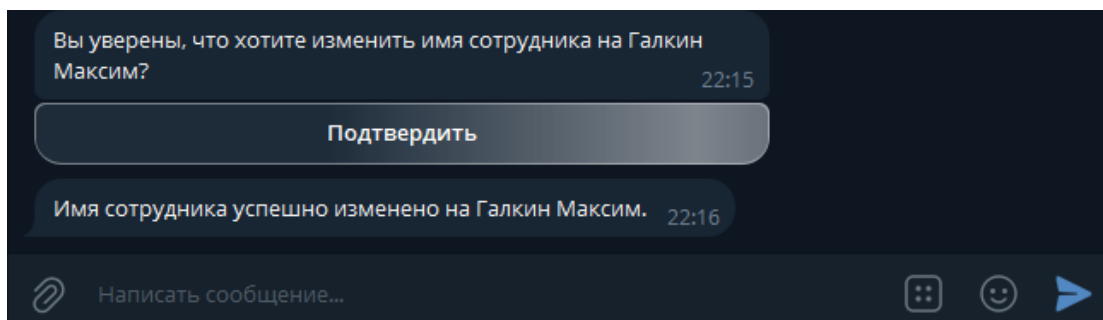 Вы уверены, что хотите изменить имя сотрудника на Галкин
Максим?
22:15
Подтвердить
Имя сотрудника успешно изменено на Галкин Максим. 22:16
Написать сообщение...